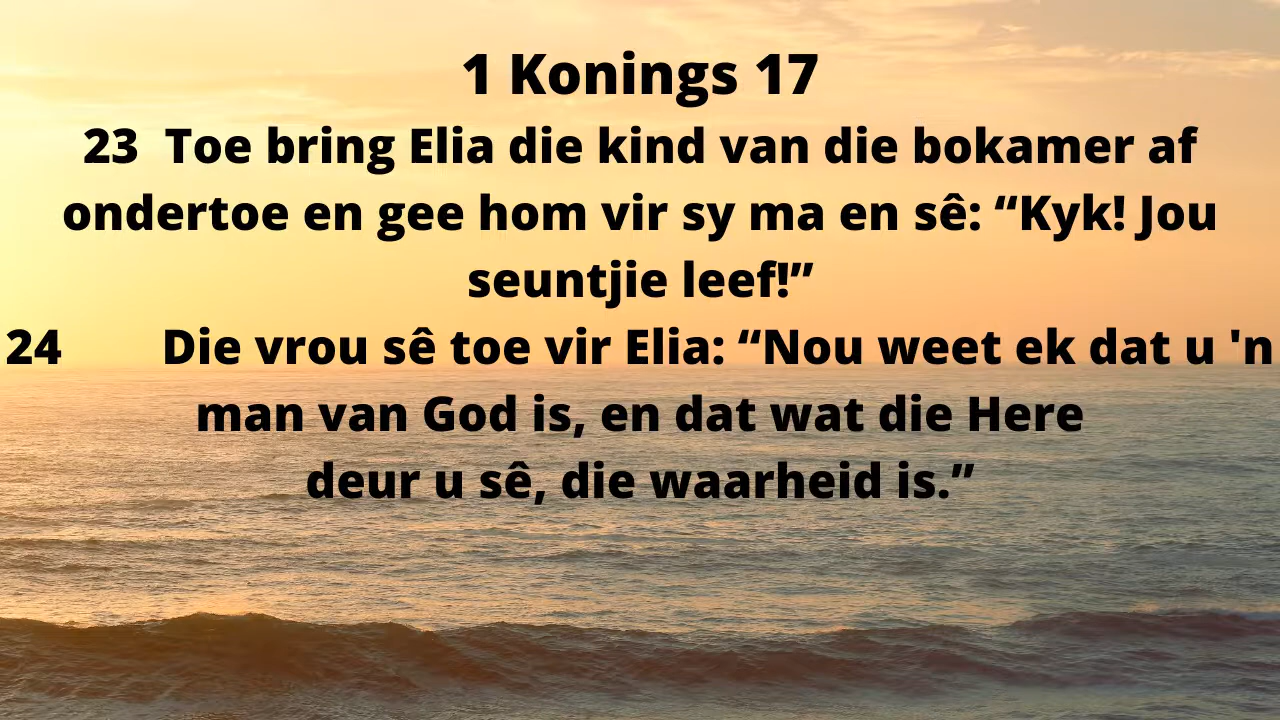 1 Konings 17
23 Toe bring Elia die kind van die bokamer af
ondertoe en gee hom vir sy ma en sê: “Kyk! Jou
seuntjie leef!”
24 Die vrou sê toe vir Elia: “Nou weet ek dat u 'n
man van God is, en dat wat die Here
deur u sê, die waarheid is.”